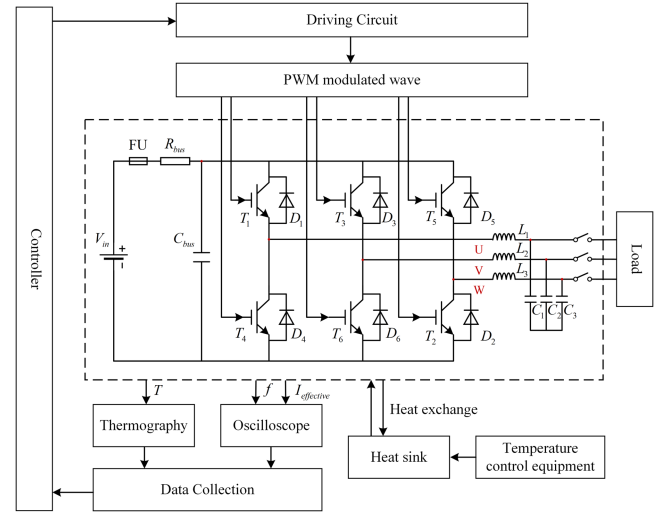 Driving Circuit
PWM modulated wave
Controller
FU
R_bus
V_in
+
-
C_bus
T_1
D_1
T_3
D_3
T_5
D_5
L_1
U
L_2
V
L_3
W
Load
C_1
C_2
C_3
T_4
D_4
T_6
D_6
T_2
D_2
T
f
I_effective
Heat exchange
Thermography
Oscilloscope
Heat sink
Temperature
control equipment
Data Collection